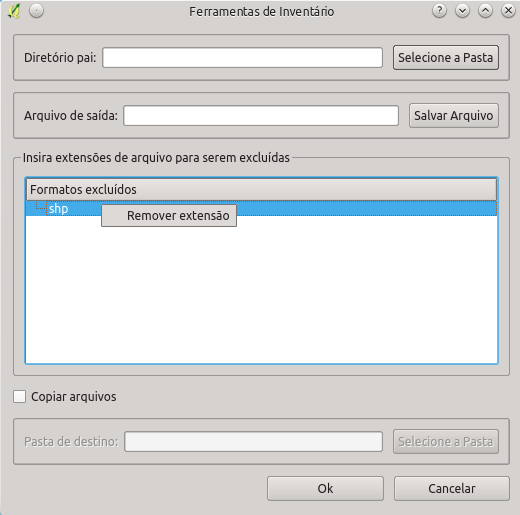 Ferramentas de Inventário
Diretório pai:
Selecione a Pasta
Arquivo de saída:
Salvar Arquivo
Insira extensões de arquivo para serem excluídas
Formatos excluídos
shp
Remover extensão
Copiar arquivos
Pasta de destino:
Selecione a Pasta
Ok
Cancelar